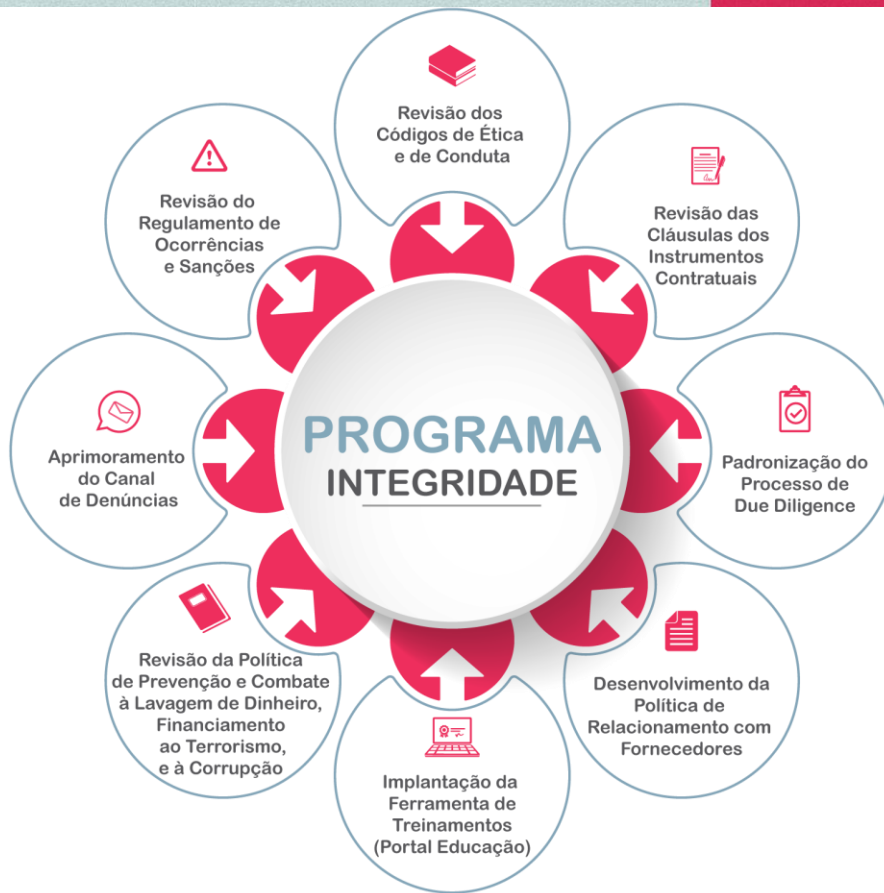 Revisão dos
Códigos de Ética
e de Conduta
Revisão das
Cláusulas dos
Instrumentos
Contratuais
Padronização do
Processo de
Due Diligence
Desenvolvimento da
Política de
Relacionamento com
Fornecedores
Implantação da
Ferramenta de
Treinamentos
(Portal Educação)
Revisão da Política
de Prevenção e Combate
à Lavagem de Dinheiro,
Financiamento
ao Terrorismo,
e à Corrupção
Aprimoramento
do Canal
de Denúncias
Revisão do
Regulamento de
Ocorrências
e Sanções
PROGRAMA
INTEGRIDADE